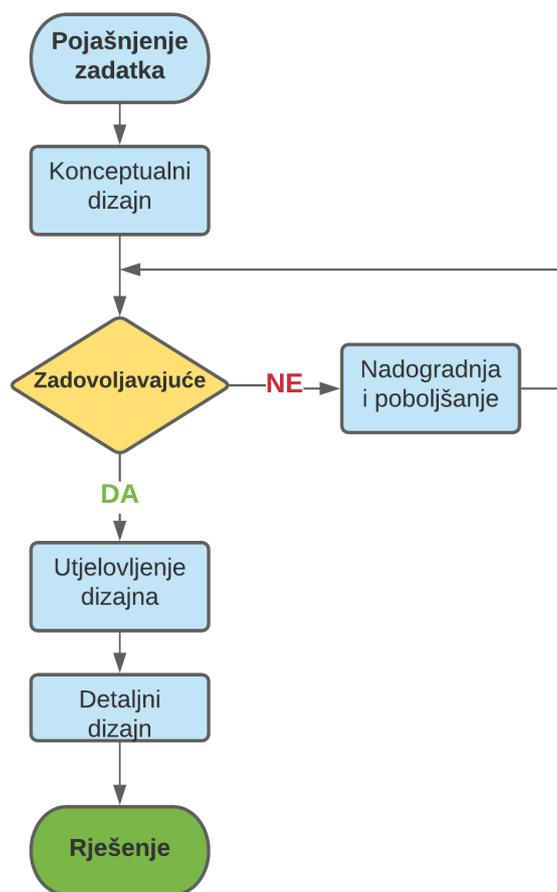 Pojašnjenje
zadatka
Konceptualni
dizajn
Zadovoljavajuće
NE
Nadogradnja
i poboljšanje
DA
Utjelovljenje
dizajna
Detaljni
dizajn
Rješenje